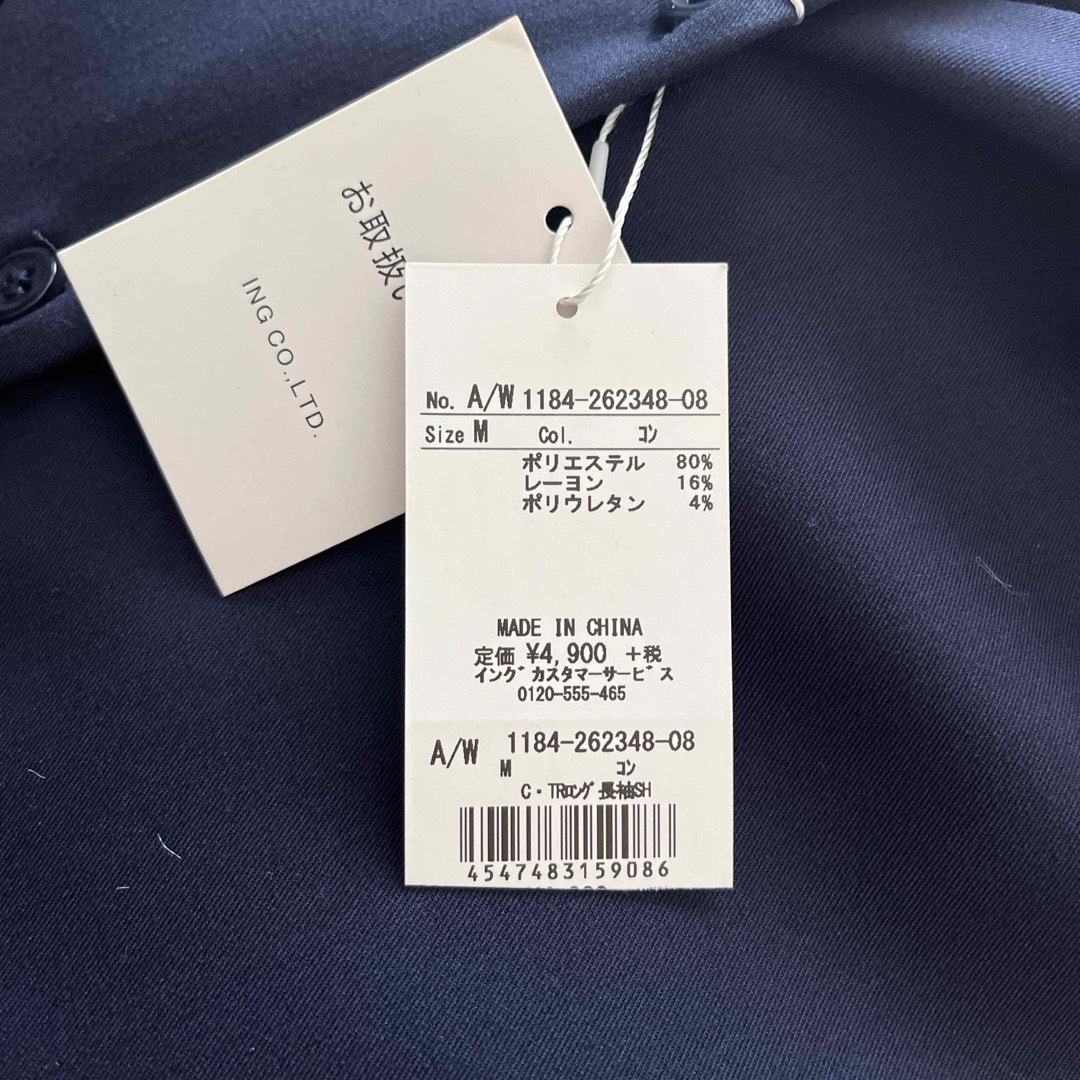 お取扱い
ING CO.,LTD.
No. A/W 1184-262348-08
Size M Col. コン
ポリエステル 80%
レーヨン 16%
ポリウレタン 4%
MADE IN CHINA
定価 ¥4,900 +税
イング カスタマーサービス
0120-555-465
A/W 1184-262348-08
M コン
C・TRロング長袖SH
4547483159086